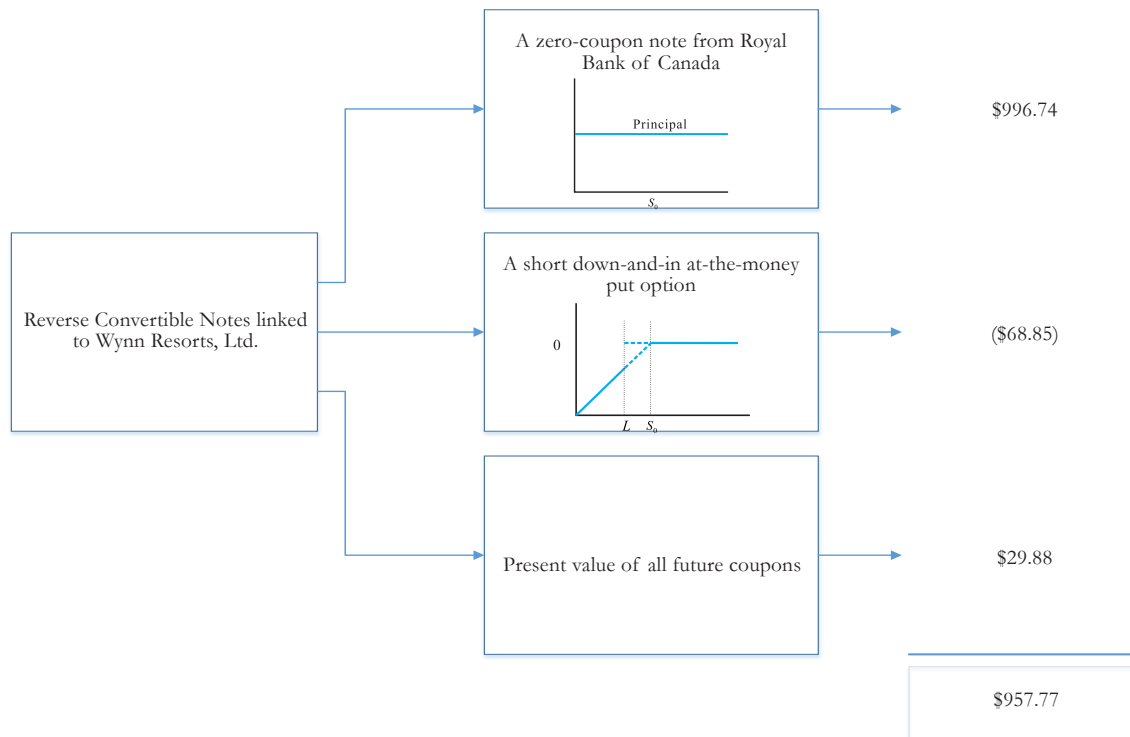 A zero-coupon note from Royal
Bank of Canada
Principal
S₀
$996.74
Reverse Convertible Notes linked
to Wynn Resorts, Ltd.
A short down-and-in at-the-money
put option
0
L S₀
($68.85)
Present value of all future coupons
$29.88
$957.77